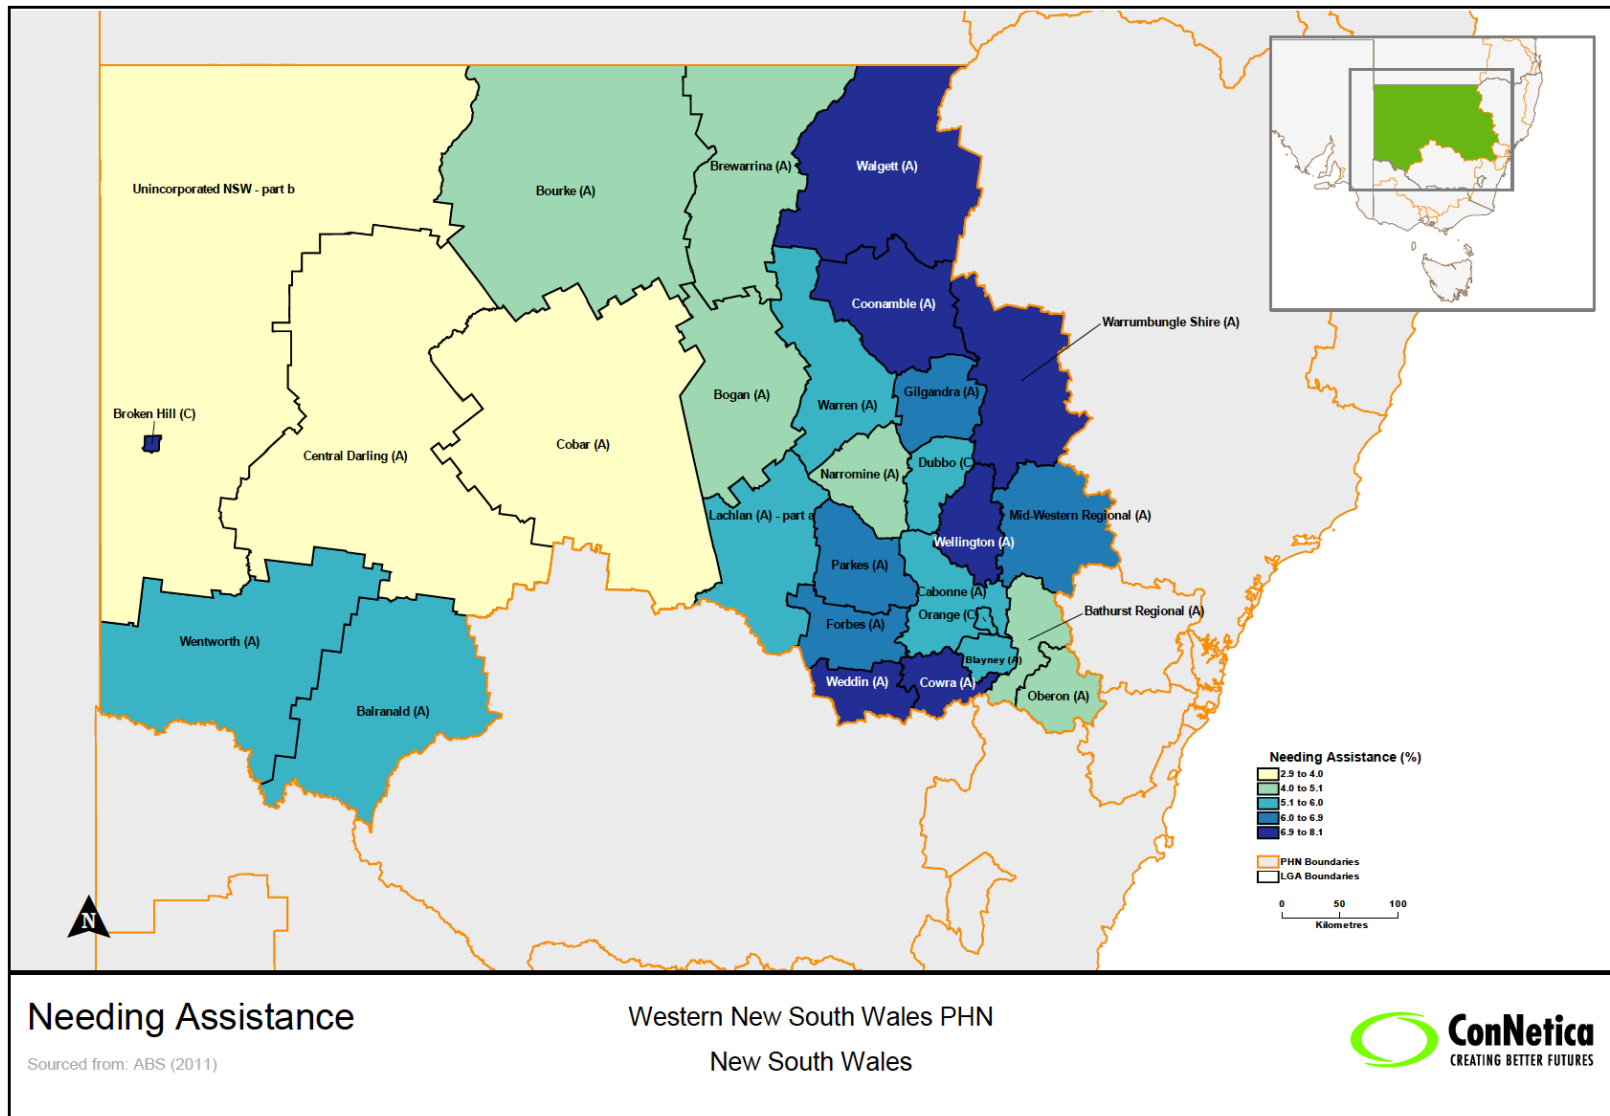 Unincorporated NSW - part b
Bourke (A)
Brewarrina (A)
Walgett (A)
Coonamble (A)
Warrumbungle Shire (A)
Broken Hill (C)
Central Darling (A)
Cobar (A)
Bogan (A)
Warren (A)
Gilgandra (A)
Narromine (A)
Dubbo (C
Lachlan (A) - part a
Mid-Western Regional (A)
Wellington (A)
Parkes (A)
Cabonne (A)
Orange (C)
Bathurst Regional (A)
Forbes (A)
Wentworth (A)
Blayney (A)
Weddin (A)
Cowra (A)
Oberon (A)
Balranald (A)
Needing Assistance (%)
2.9 to 4.0
4.0 to 5.1
5.1 to 6.0
6.0 to 6.9
6.9 to 8.1
PHN Boundaries
LGA Boundaries
0 50 100
Kilometres
N
Needing Assistance
Sourced from: ABS (2011)
Western New South Wales PHN
New South Wales
ConNetica
CREATING BETTER FUTURES